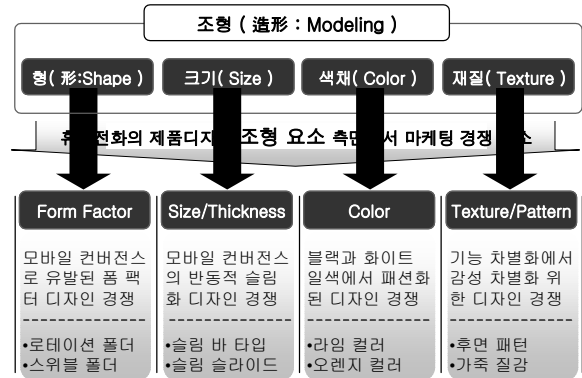 조형 ( 造形 : Modeling )
형( 形:Shape ) 크기( Size ) 색채( Color ) 재질( Texture )
전화의 제품디자 조형 요소 측면 서 마케팅 경쟁
Form Factor Size/Thickness Color Texture/Pattern
모바일 컨버전스 모바일 컨버전스 블랙과 화이트 기능 차별화에서
로 유발된 폼 팩 의 반동적 슬림 일색에서 패션화 감성 차별화 위
터 디자인 경쟁 화 디자인 경쟁 된 디자인 경쟁 한 디자인 경쟁
•로테이션 폴더 •슬림 바 타입 •라임 컬러 •후면 패턴
•스위블 폴더 •슬림 슬라이드 •오렌지 컬러 •가죽 질감